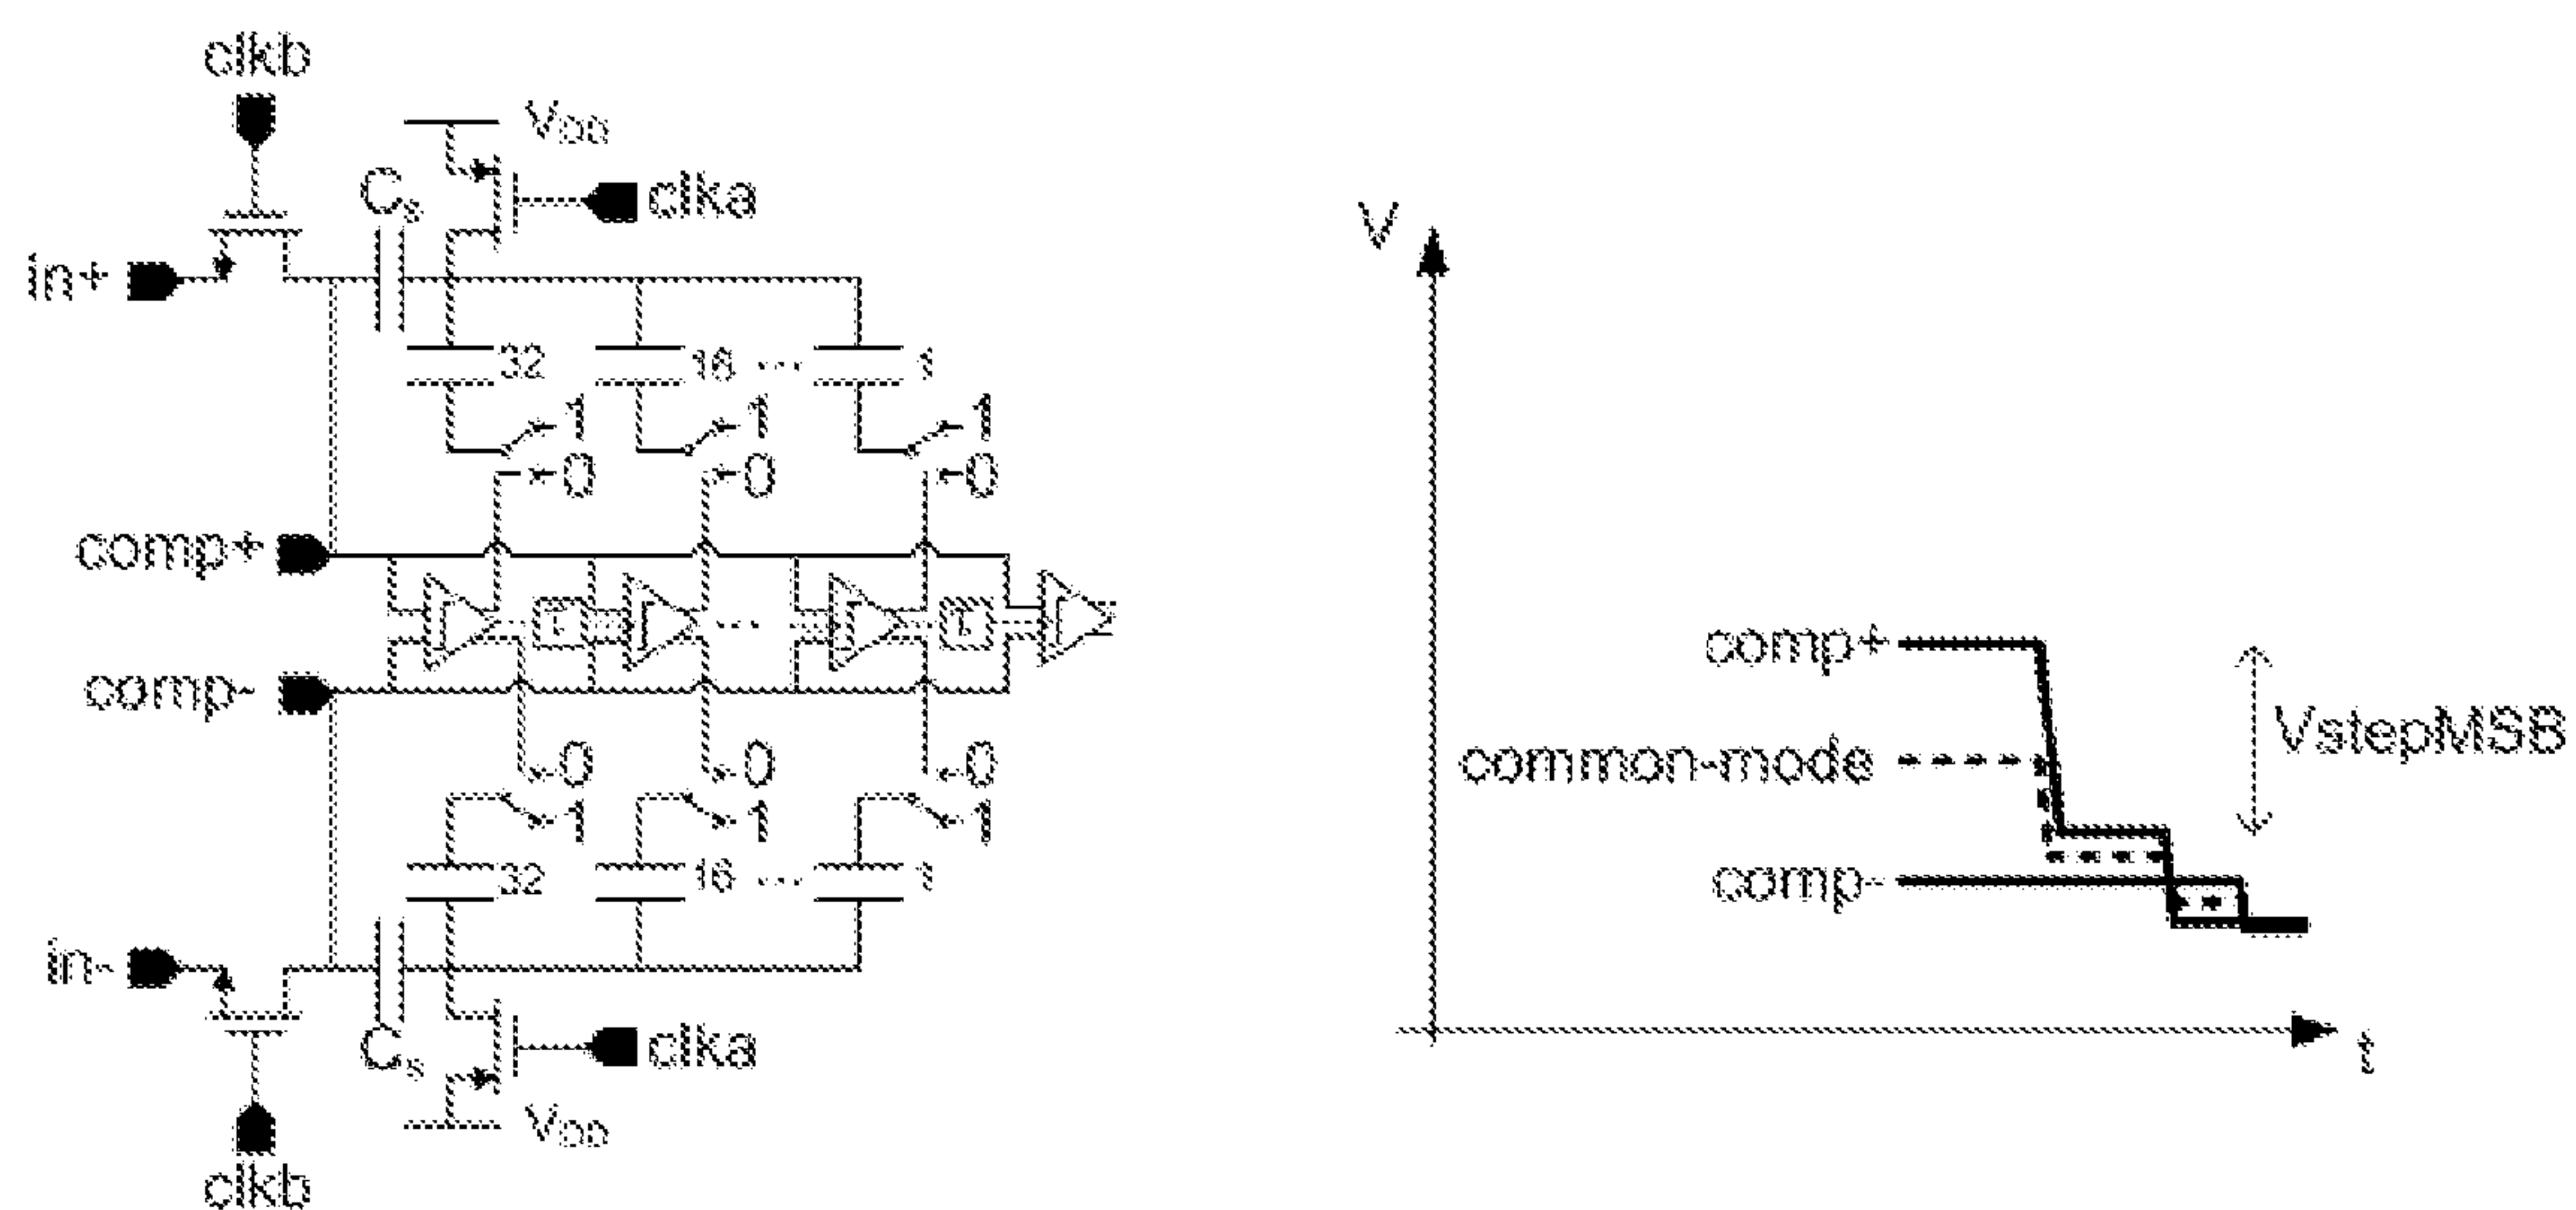 clkb
VDD
Cs
clka
in+
32 16 ... 1
1 1 1
0 0 0
comp+
...
comp-
0 0 0
1 1 1
32 16 ... 1
in-
Cs
clka
VDD
clkb
V
comp+
VstepMSB
common-mode
comp-
t